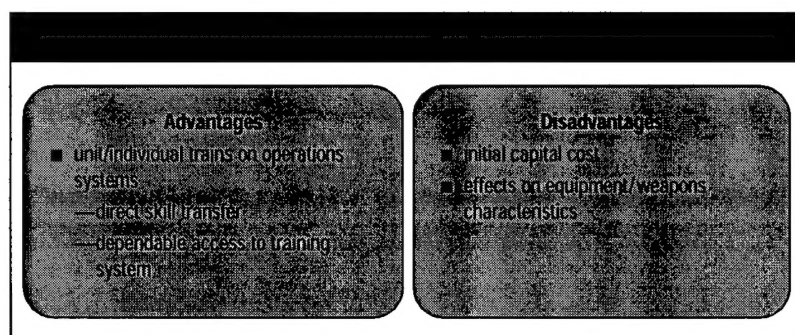 Advantages
■ unit/individual trains on operations
systems
—direct skill transfer
—dependable access to training
system
Disadvantages
■ initial capital cost
■ effects on equipment/weapons
characteristics